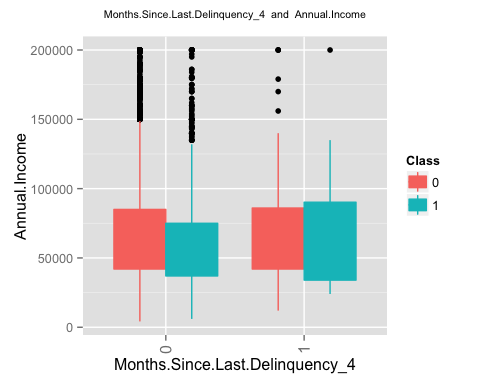 Months.Since.Last.Delinquency_4 and Annual.Income
200000
150000
100000
50000
0
Annual.Income
0
1
Months.Since.Last.Delinquency_4
Class
0
1